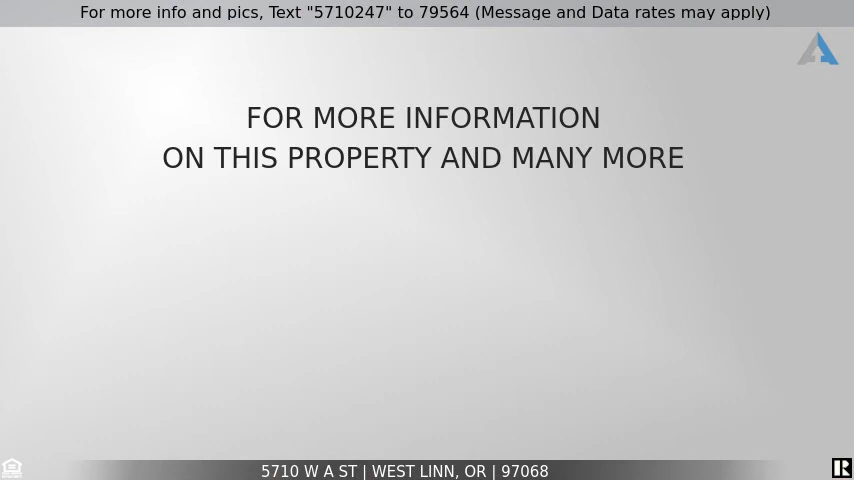 For more info and pics, Text "5710247" to 79564 (Message and Data rates may apply)
FOR MORE INFORMATION
ON THIS PROPERTY AND MANY MORE
5710 W A ST | WEST LINN, OR | 97068